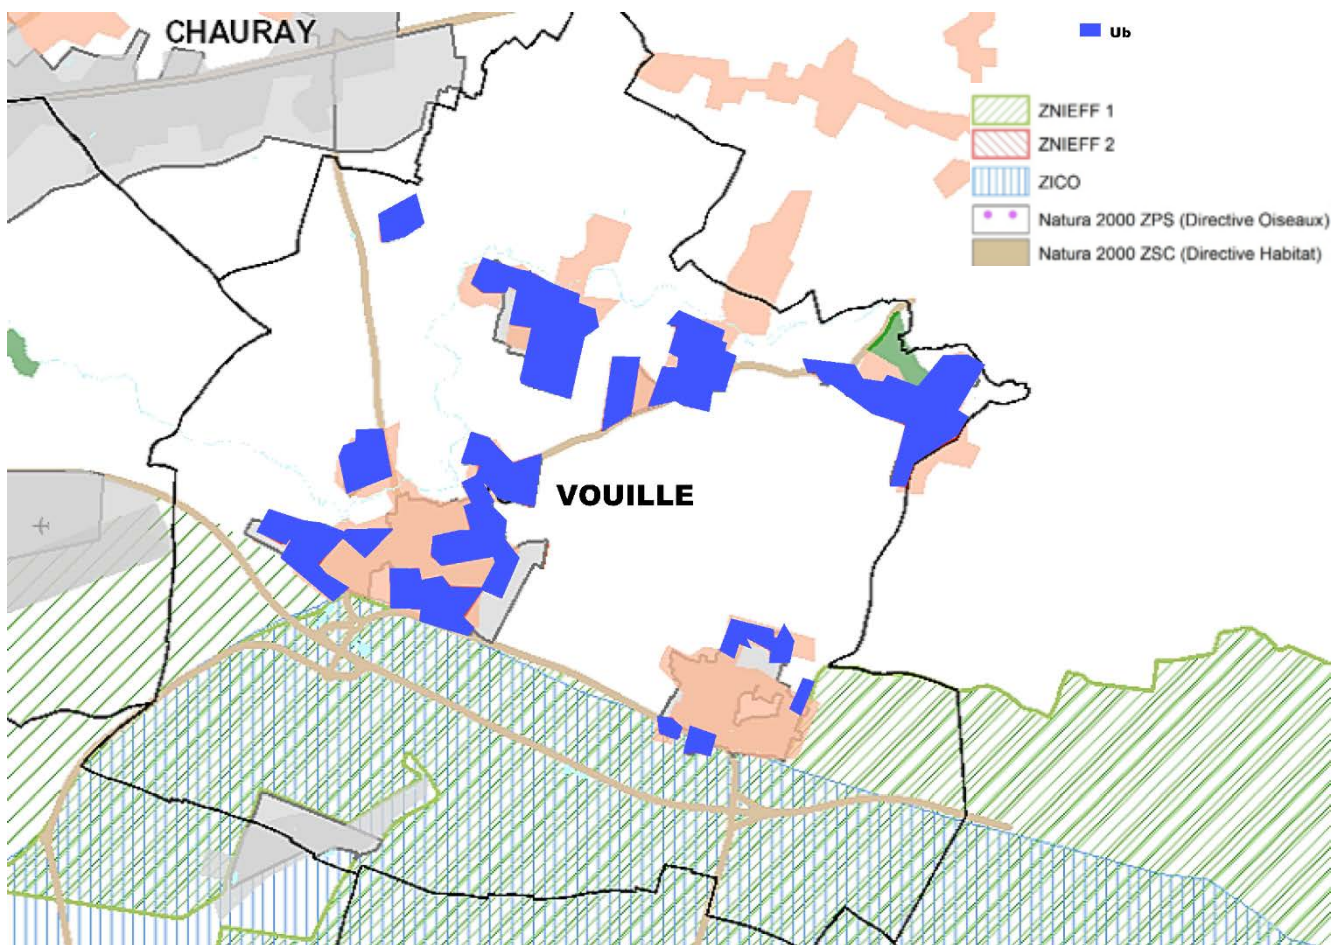 CHAURAY
Ub
ZNIEFF 1
ZNIEFF 2
ZICO
Natura 2000 ZPS (Directive Oiseaux)
Natura 2000 ZSC (Directive Habitat)
VOUILLE